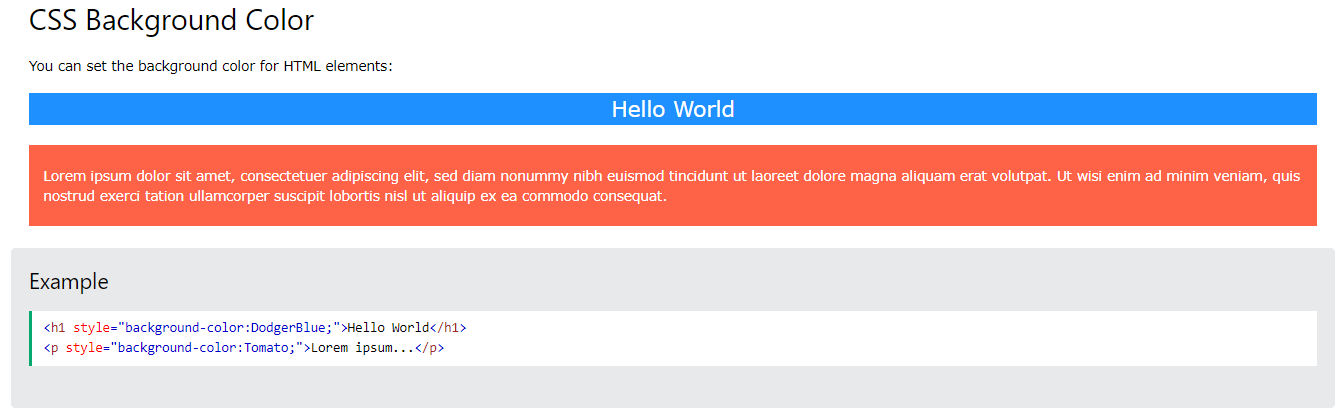 CSS Background Color
You can set the background color for HTML elements:
Hello World
Lorem ipsum dolor sit amet, consectetuer adipiscing elit, sed diam nonummy nibh euismod tincidunt ut laoreet dolore magna aliquam erat volutpat. Ut wisi enim ad minim veniam, quis
nostrud exerci tation ullamcorper suscipit lobortis nisl ut aliquip ex ea commodo consequat.
Example
<h1 style="background-color:DodgerBlue;">Hello World</h1>
<p style="background-color:Tomato;">Lorem ipsum...</p>